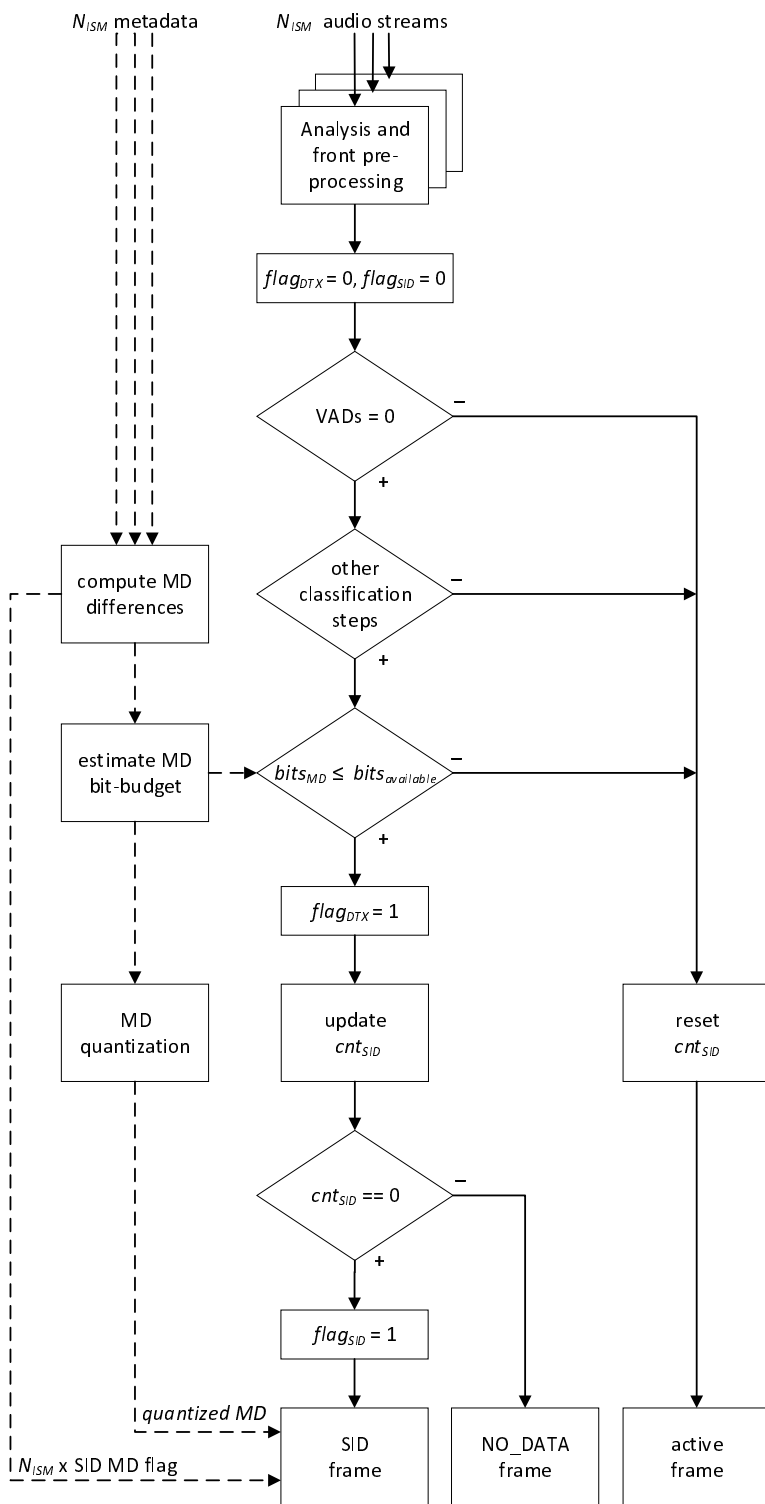 N_ISM metadata
N_ISM audio streams
Analysis and
front pre-
processing
flag_DTX = 0, flag_SID = 0
VADs = 0
–
+
compute MD
differences
other
classification
steps
–
+
estimate MD
bit-budget
bits_MD ≤ bits_available
–
+
flag_DTX = 1
MD
quantization
update
cnt_SID
reset
cnt_SID
cnt_SID == 0
–
+
flag_SID = 1
quantized MD
N_ISM x SID MD flag
SID
frame
NO_DATA
frame
active
frame